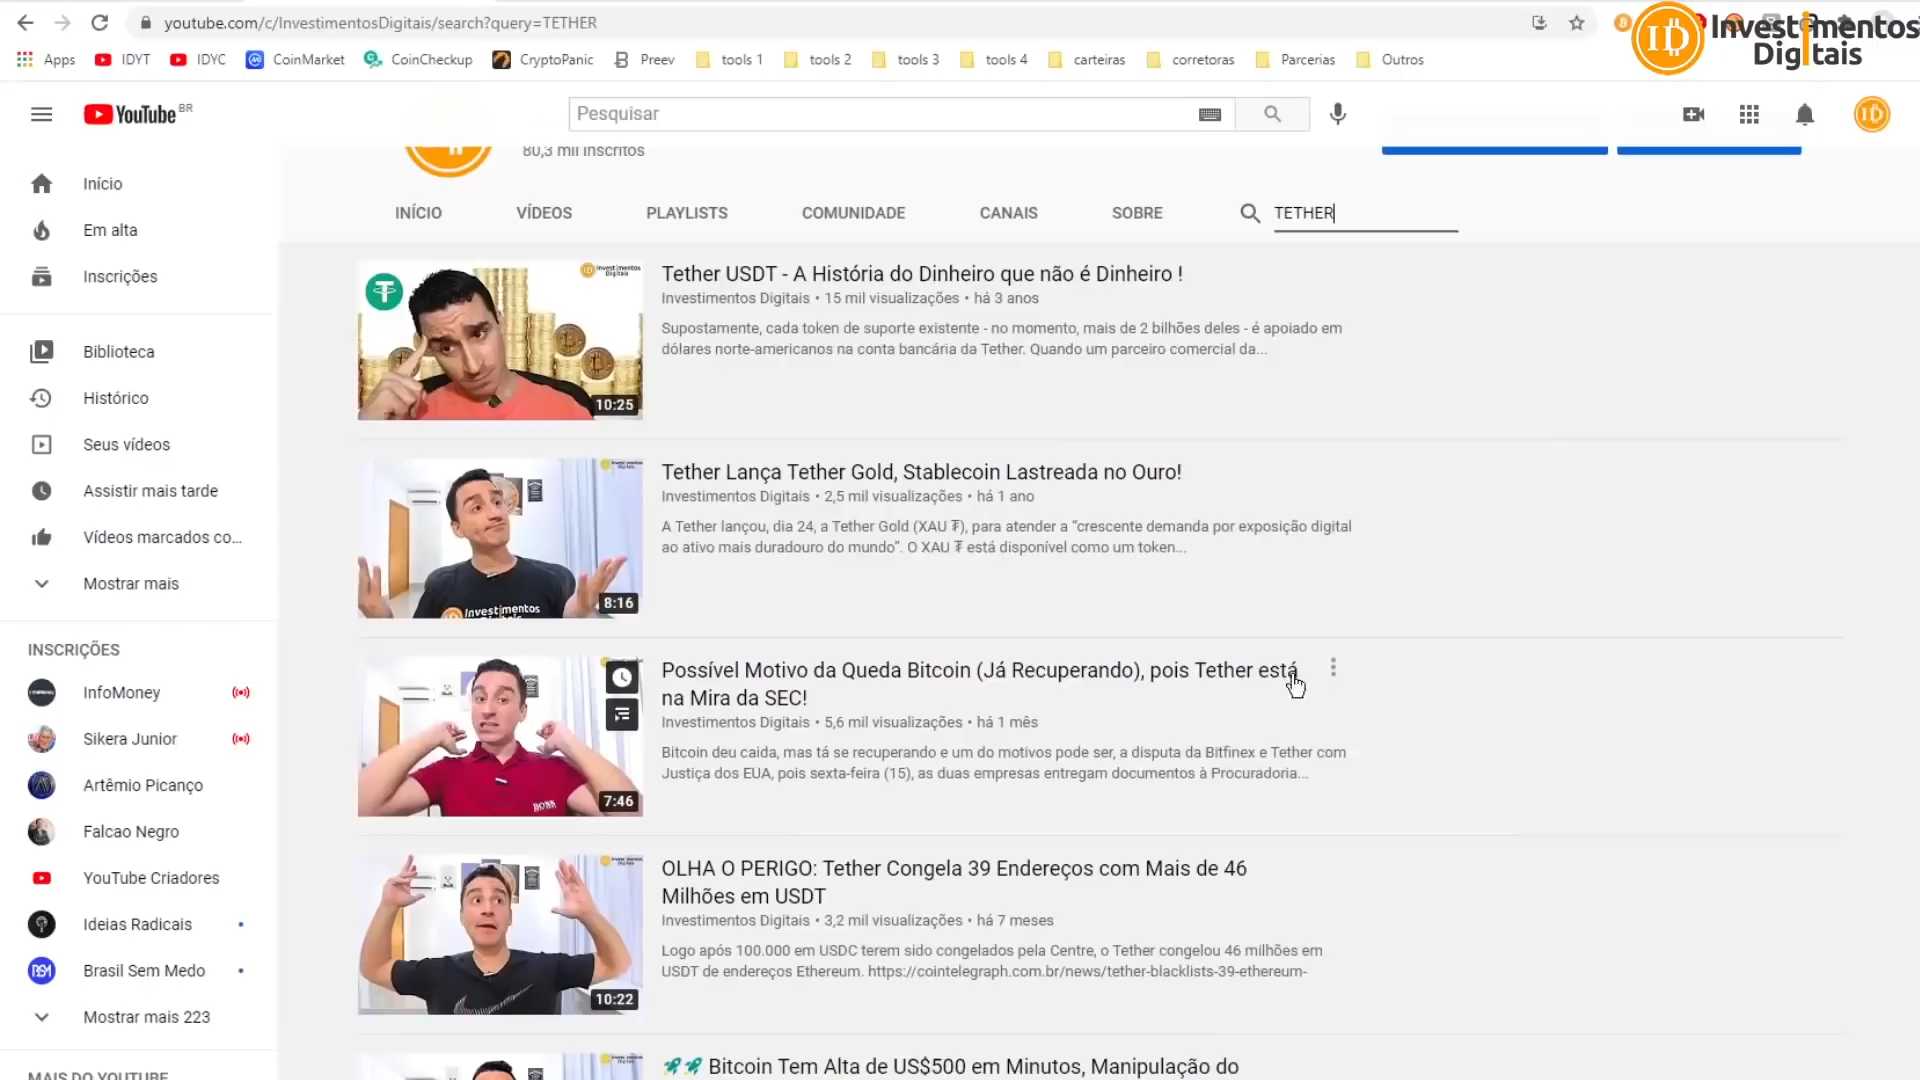 youtube.com/c/InvestimentosDigitais/search?query=TETHER
Investimentos
Digitais
Apps
IDYT
IDYC
CoinMarket
CoinCheckup
CryptoPanic
Preev
tools 1
tools 2
tools 3
tools 4
carteiras
corretoras
Parcerias
Outros
YouTube BR
Pesquisar
80,3 mil inscritos
INÍCIO
VÍDEOS
PLAYLISTS
COMUNIDADE
CANAIS
SOBRE
TETHER
Início
Em alta
Inscrições
Biblioteca
Histórico
Seus vídeos
Assistir mais tarde
Vídeos marcados co...
Mostrar mais
INSCRIÇÕES
InfoMoney
Sikera Junior
Artêmio Picanço
Falcao Negro
YouTube Criadores
Ideias Radicais
Brasil Sem Medo
Mostrar mais 223
MAIS DO YOUTUBE
Investimentos
Digitais
10:25
Tether USDT - A História do Dinheiro que não é Dinheiro !
Investimentos Digitais • 15 mil visualizações • há 3 anos
Supostamente, cada token de suporte existente - no momento, mais de 2 bilhões deles - é apoiado em
dólares norte-americanos na conta bancária da Tether. Quando um parceiro comercial da...
Investimentos
8:16
Tether Lança Tether Gold, Stablecoin Lastreada no Ouro!
Investimentos Digitais • 2,5 mil visualizações • há 1 ano
A Tether lançou, dia 24, a Tether Gold (XAU ₮), para atender a “crescente demanda por exposição digital
ao ativo mais duradouro do mundo”. O XAU ₮ está disponível como um token...
BOSS
7:46
Possível Motivo da Queda Bitcoin (Já Recuperando), pois Tether está
na Mira da SEC!
Investimentos Digitais • 5,6 mil visualizações • há 1 mês
Bitcoin deu caida, mas tá se recuperando e um do motivos pode ser, a disputa da Bitfinex e Tether com
Justiça dos EUA, pois sexta-feira (15), as duas empresas entregam documentos à Procuradoria...
10:22
OLHA O PERIGO: Tether Congela 39 Endereços com Mais de 46
Milhões em USDT
Investimentos Digitais • 3,2 mil visualizações • há 7 meses
Logo após 100.000 em USDC terem sido congelados pela Centre, o Tether congelou 46 milhões em
USDT de endereços Ethereum. https://cointelegraph.com.br/news/tether-blacklists-39-ethereum-
🚀🚀 Bitcoin Tem Alta de US$500 em Minutos, Manipulação do